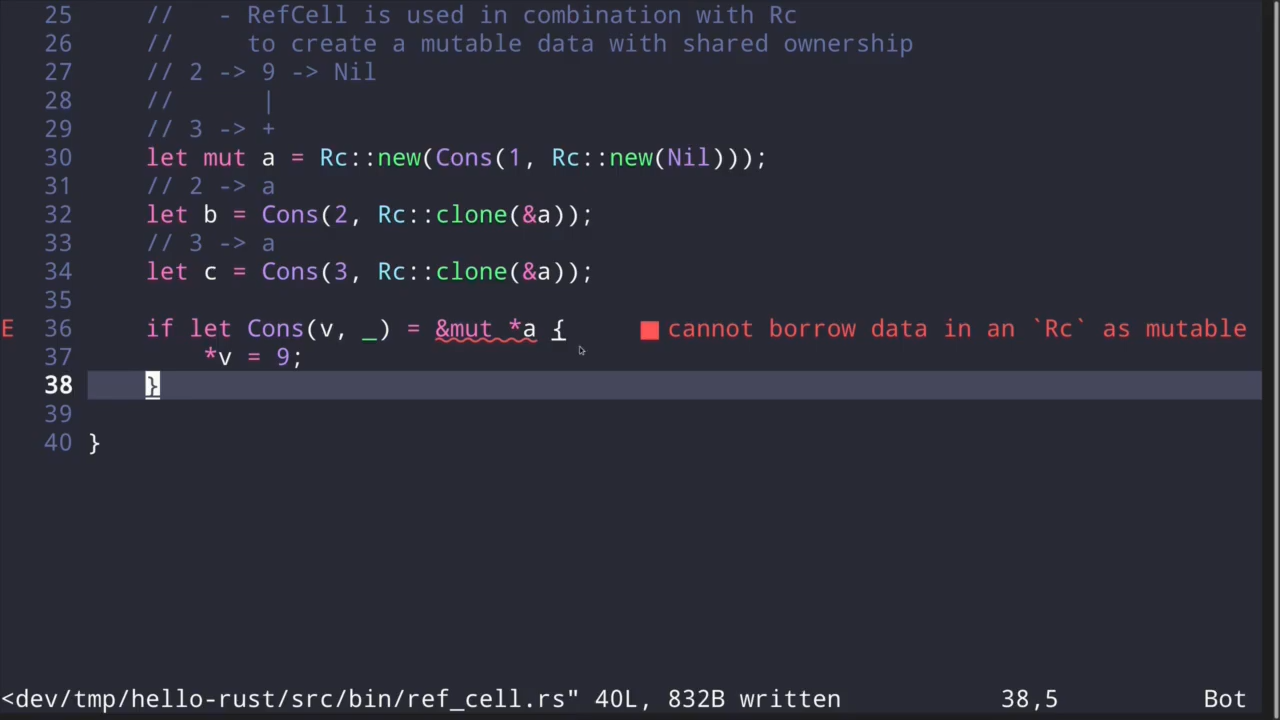 25 //   - RefCell is used in combination with Rc
26 //     to create a mutable data with shared ownership
27 // 2 -> 9 -> Nil
28 //      |
29 // 3 -> +
30 let mut a = Rc::new(Cons(1, Rc::new(Nil)));
31 // 2 -> a
32 let b = Cons(2, Rc::clone(&a));
33 // 3 -> a
34 let c = Cons(3, Rc::clone(&a));
35
E 36 if let Cons(v, _) = &mut *a { ■ cannot borrow data in an `Rc` as mutable
37     *v = 9;
38 }
39
40 }
<dev/tmp/hello-rust/src/bin/ref_cell.rs" 40L, 832B written 38,5 Bot